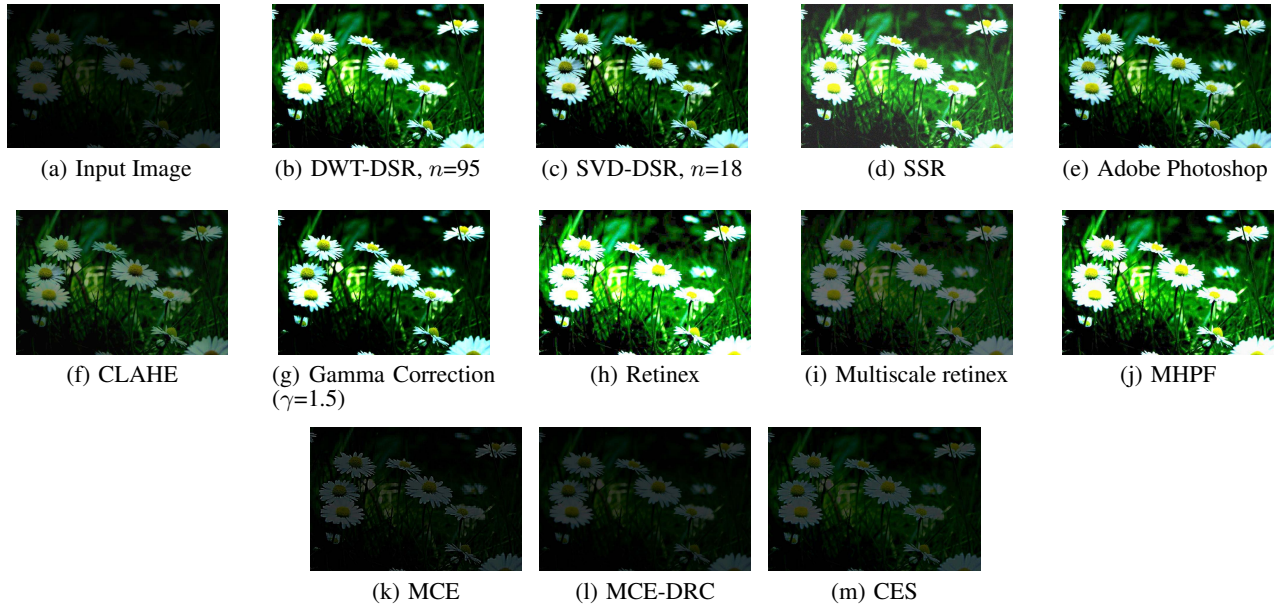 (a) Input Image
(b) DWT-DSR, n=95
(c) SVD-DSR, n=18
(d) SSR
(e) Adobe Photoshop
(f) CLAHE
(g) Gamma Correction
(γ=1.5)
(h) Retinex
(i) Multiscale retinex
(j) MHPF
(k) MCE
(l) MCE-DRC
(m) CES